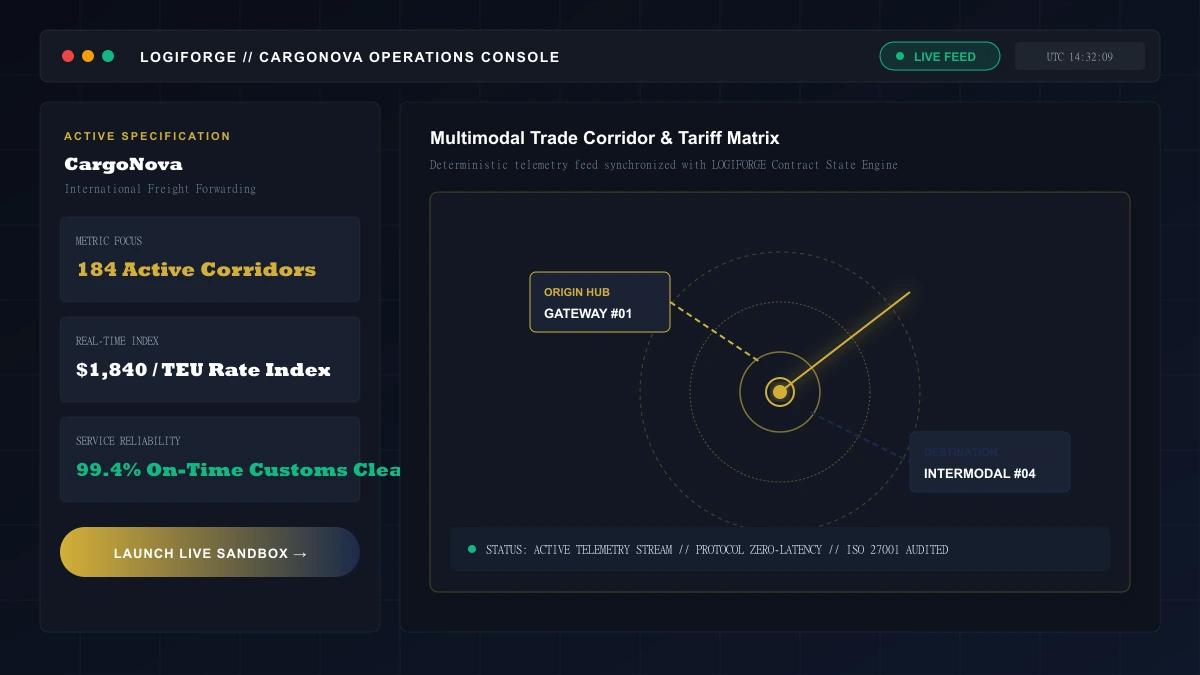 LOGIFORGE // CARGONOVA OPERATIONS CONSOLE
LIVE FEED
UTC 14:32:09
ACTIVE SPECIFICATION
CargoNova
International Freight Forwarding
METRIC FOCUS
184 Active Corridors
REAL-TIME INDEX
$1,840 / TEU Rate Index
SERVICE RELIABILITY
99.4% On-Time Customs Clea
LAUNCH LIVE SANDBOX →
Multimodal Trade Corridor & Tariff Matrix
Deterministic telemetry feed synchronized with LOGIFORGE Contract State Engine
ORIGIN HUB
GATEWAY #01
DESTINATION
INTERMODAL #04
STATUS: ACTIVE TELEMETRY STREAM // PROTOCOL ZERO-LATENCY // ISO 27001 AUDITED